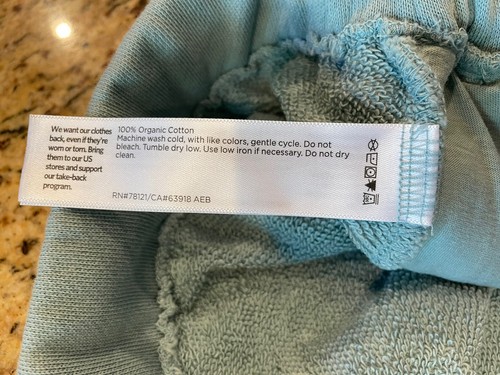 We want our clothes
back, even if they're
worn or torn. Bring
them to our US
stores and support
our take-back
program.
100% Organic Cotton
Machine wash cold, with like colors, gentle cycle. Do not
bleach. Tumble dry low. Use low iron if necessary. Do not dry
clean.
RN#78121/CA#63918 AEB